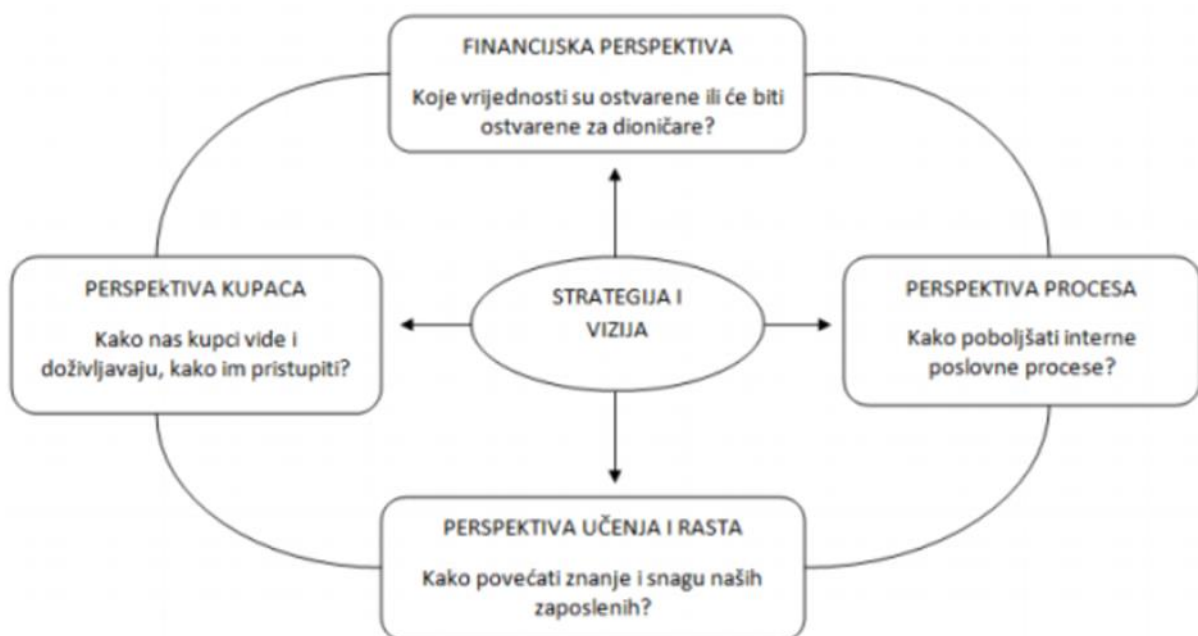 FINANCIJSKA PERSPEKTIVA
Koje vrijednosti su ostvarene ili će biti
ostvarene za dioničare?
PERSPEkTIVA KUPACA
Kako nas kupci vide i
doživljavaju, kako im pristupiti?
STRATEGIJA I
VIZIJA
PERSPEKTIVA PROCESA
Kako poboljšati interne
poslovne procese?
PERSPEKTIVA UČENJA I RASTA
Kako povećati znanje i snagu naših
zaposlenih?